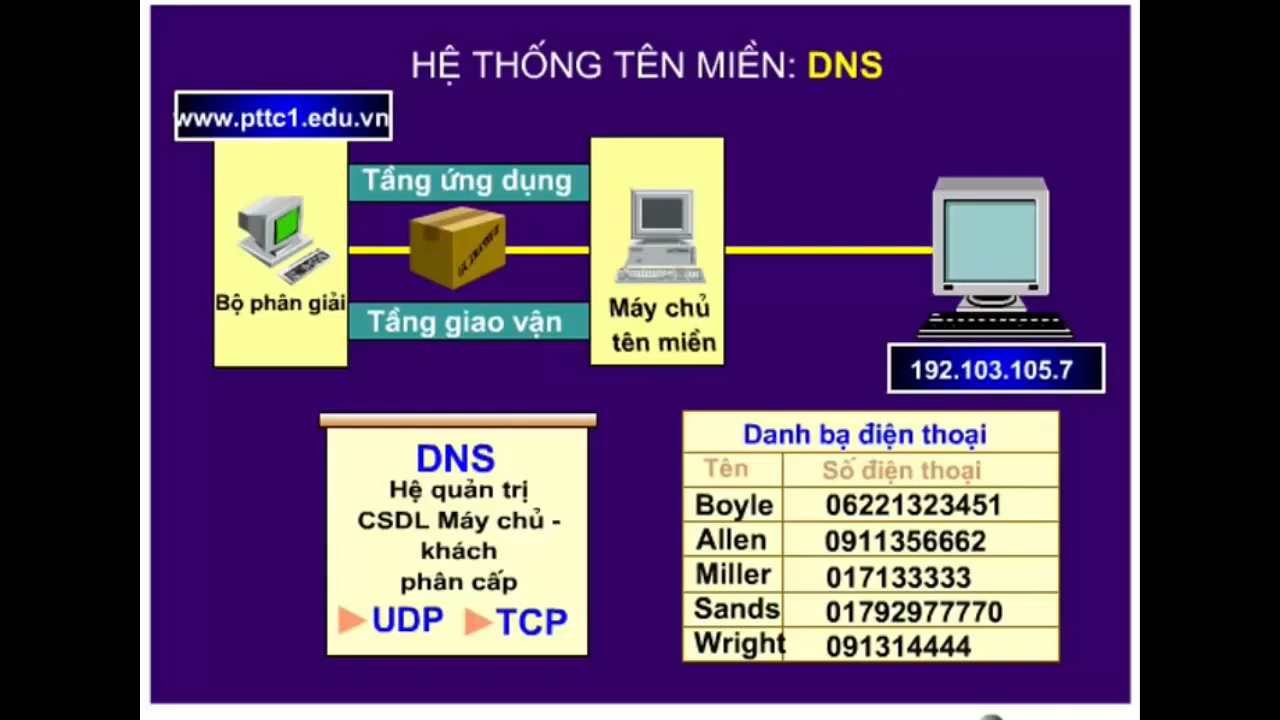 HỆ THỐNG TÊN MIỀN: DNS
www.pttc1.edu.vn
Tầng ứng dụng
Bộ phân giải
Tầng giao vận
Máy chủ
tên miền
192.103.105.7
DNS
Hệ quản trị
CSDL Máy chủ -
khách
phân cấp
UDP TCP
Danh bạ điện thoại
Tên Số điện thoại
Boyle 06221323451
Allen 0911356662
Miller 017133333
Sands 01792977770
Wright 091314444